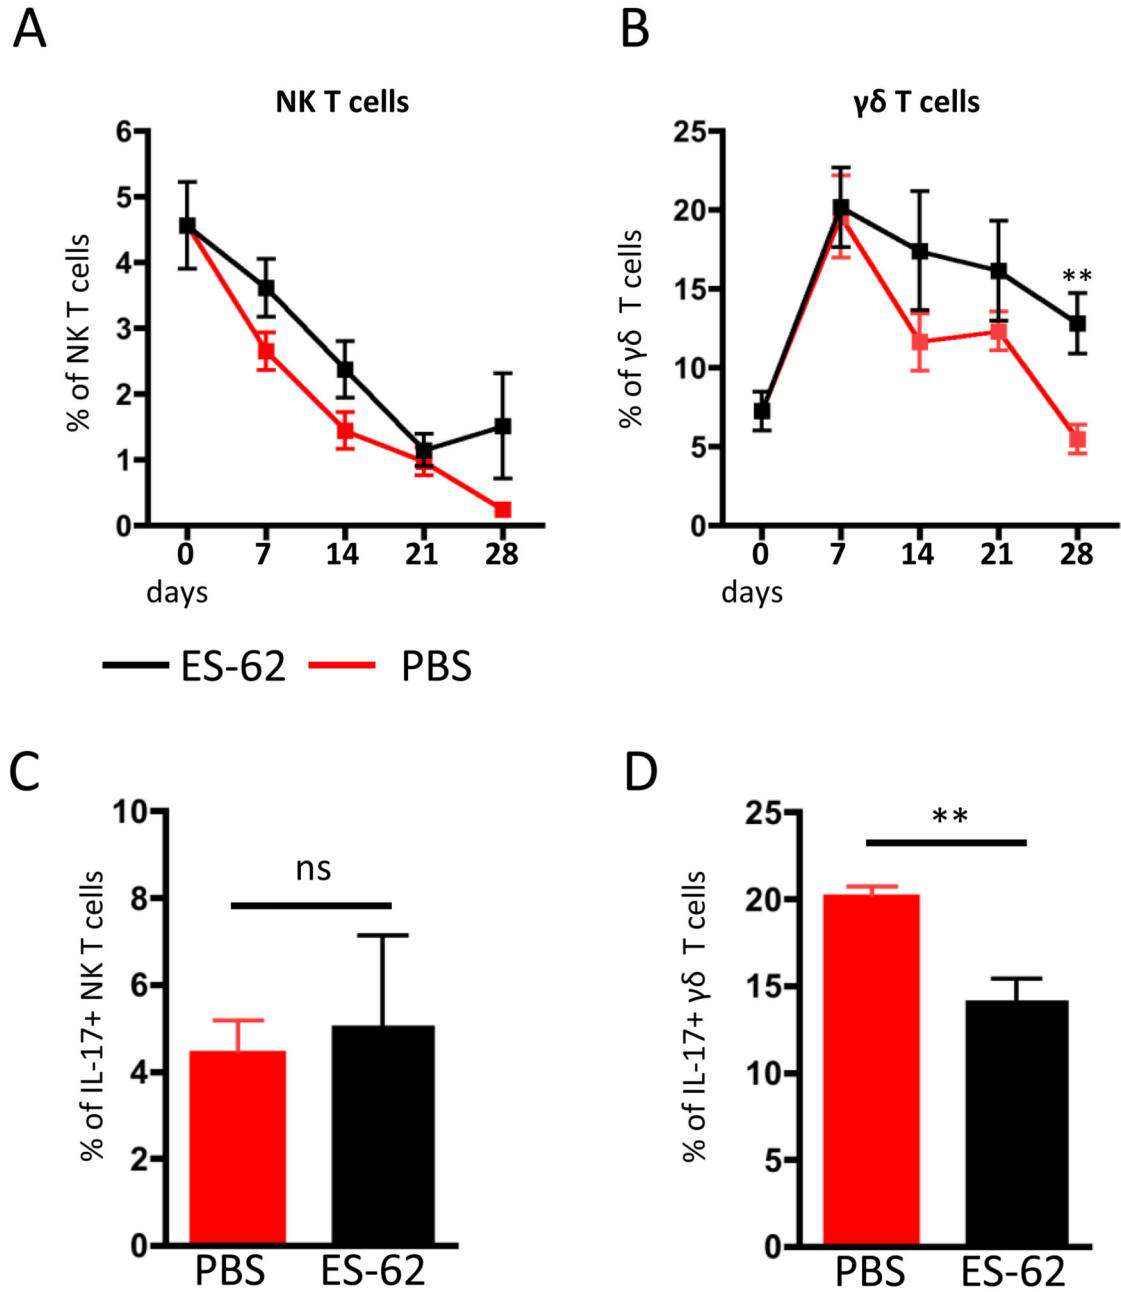 A
NK T cells
% of NK T cells
6
5
4
3
2
1
0
0 7 14 21 28
days
B
γδ T cells
% of γδ T cells
25
20
15
10
5
0
**
0 7 14 21 28
days
ES-62 PBS
C
% of IL-17+ NK T cells
10
8
6
4
2
0
ns
PBS ES-62
D
% of IL-17+ γδ T cells
25
20
15
10
5
0
**
PBS ES-62